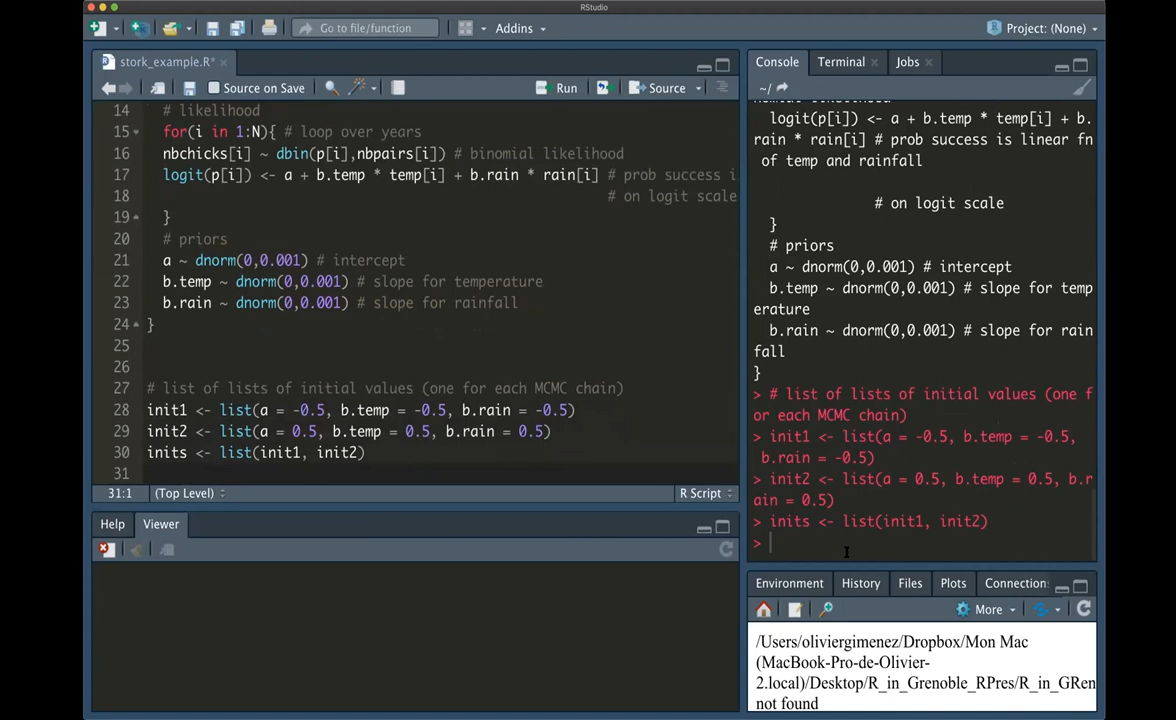 RStudio
Go to file/function
Addins
Project: (None)
stork_example.R*
Source on Save
Run
Source
14 # likelihood
15 for(i in 1:N){ # loop over years
16 nbchicks[i] ~ dbin(p[i],nbpairs[i]) # binomial likelihood
17 logit(p[i]) <- a + b.temp * temp[i] + b.rain * rain[i] # prob success i
18 # on logit scale
19 }
20 # priors
21 a ~ dnorm(0,0.001) # intercept
22 b.temp ~ dnorm(0,0.001) # slope for temperature
23 b.rain ~ dnorm(0,0.001) # slope for rainfall
24 }
25
26
27 # list of lists of initial values (one for each MCMC chain)
28 init1 <- list(a = -0.5, b.temp = -0.5, b.rain = -0.5)
29 init2 <- list(a = 0.5, b.temp = 0.5, b.rain = 0.5)
30 inits <- list(init1, init2)
31
31:1 (Top Level) R Script
Help Viewer
Console Terminal Jobs
~/
logit(p[i]) <- a + b.temp * temp[i] + b.
rain * rain[i] # prob success is linear fn
of temp and rainfall
# on logit scale
}
# priors
a ~ dnorm(0,0.001) # intercept
b.temp ~ dnorm(0,0.001) # slope for temp
erature
b.rain ~ dnorm(0,0.001) # slope for rain
fall
}
> # list of lists of initial values (one f
or each MCMC chain)
> init1 <- list(a = -0.5, b.temp = -0.5,
b.rain = -0.5)
> init2 <- list(a = 0.5, b.temp = 0.5, b.r
ain = 0.5)
> inits <- list(init1, init2)
>
Environment History Files Plots Connection
More
/Users/oliviergimenez/Dropbox/Mon Mac
(MacBook-Pro-de-Olivier-
2.local)/Desktop/R_in_Grenoble_RPres/R_in_GRen
not found